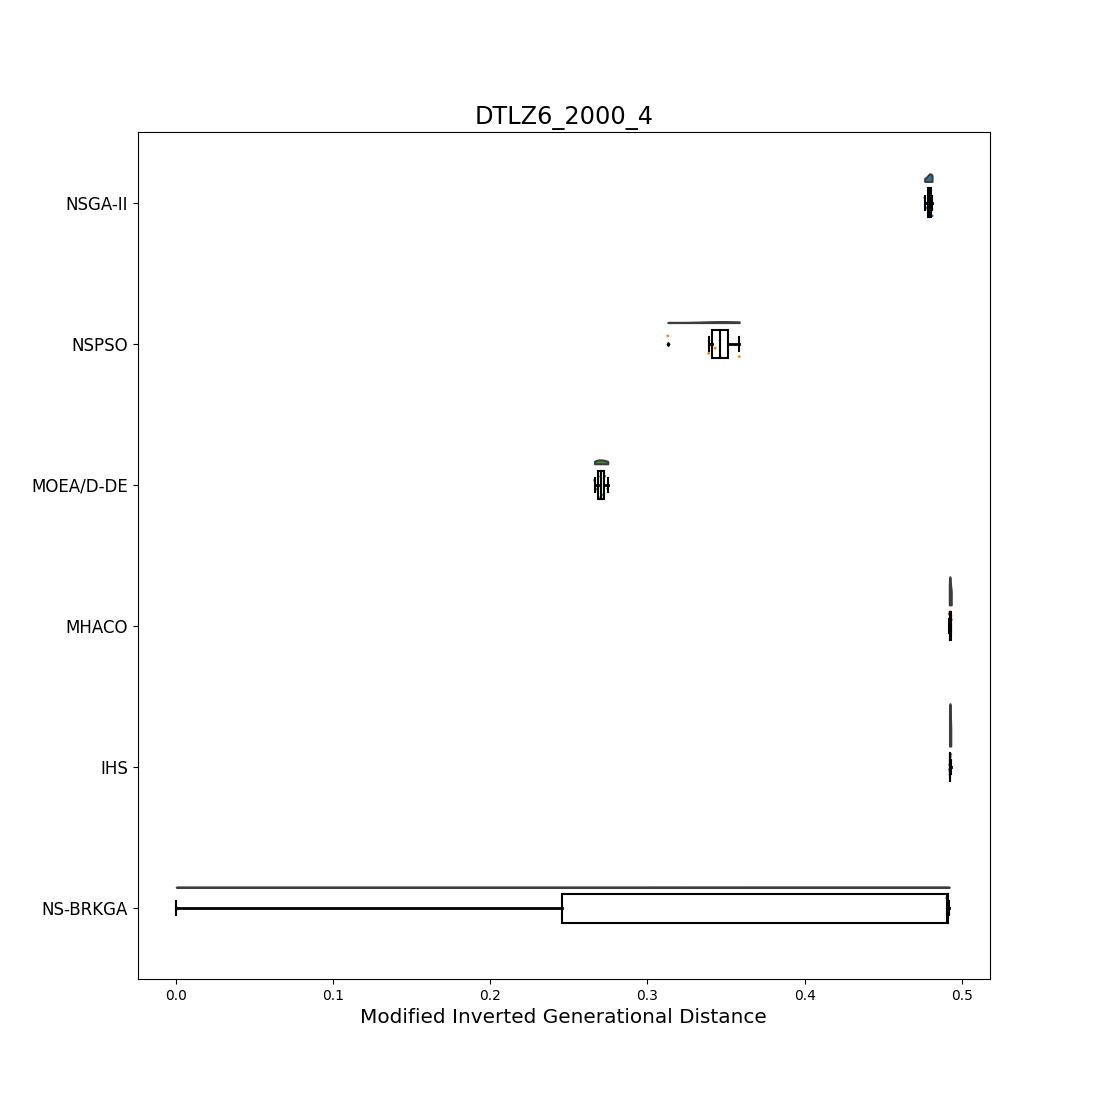 DTLZ6_2000_4
NSGA-II
NSPSO
MOEA/D-DE
MHACO
IHS
NS-BRKGA
0.0 0.1 0.2 0.3 0.4 0.5
Modified Inverted Generational Distance